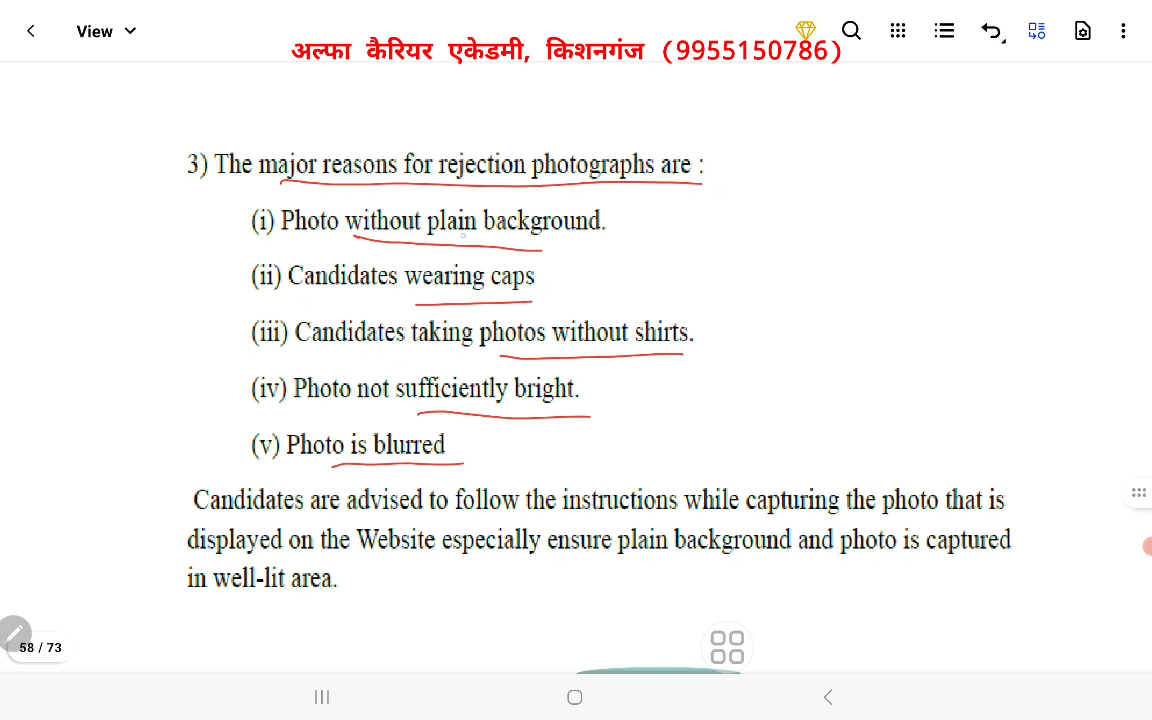 View
अल्फा कैरियर एकेडमी, किशनगंज (9955150786)
3) The major reasons for rejection photographs are :
(i) Photo without plain background.
(ii) Candidates wearing caps
(iii) Candidates taking photos without shirts.
(iv) Photo not sufficiently bright.
(v) Photo is blurred
Candidates are advised to follow the instructions while capturing the photo that is
displayed on the Website especially ensure plain background and photo is captured
in well-lit area.
58 / 73